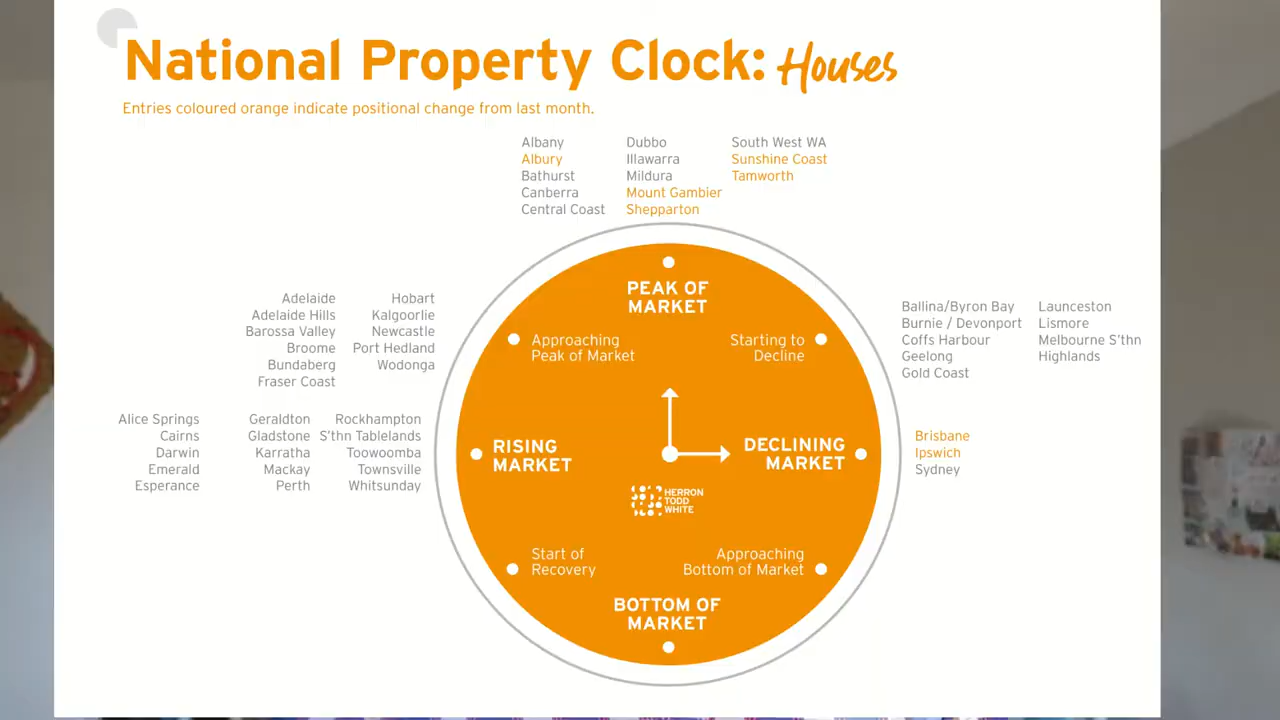 National Property Clock: Houses
Entries coloured orange indicate positional change from last month.
Albany
Albury
Bathurst
Canberra
Central Coast
Dubbo
Illawarra
Mildura
Mount Gambier
Shepparton
South West WA
Sunshine Coast
Tamworth
Adelaide
Adelaide Hills
Barossa Valley
Broome
Bundaberg
Fraser Coast
Hobart
Kalgoorlie
Newcastle
Port Hedland
Wodonga
PEAK OF
MARKET
Approaching
Peak of Market
Starting to
Decline
Ballina/Byron Bay
Burnie / Devonport
Coffs Harbour
Geelong
Gold Coast
Launceston
Lismore
Melbourne S'thn
Highlands
Alice Springs
Cairns
Darwin
Emerald
Esperance
Geraldton
Gladstone
Karratha
Mackay
Perth
Rockhampton
S'thn Tablelands
Toowoomba
Townsville
Whitsunday
RISING
MARKET
DECLINING
MARKET
Brisbane
Ipswich
Sydney
HERRON
TODD
WHITE
Start of
Recovery
Approaching
Bottom of Market
BOTTOM OF
MARKET